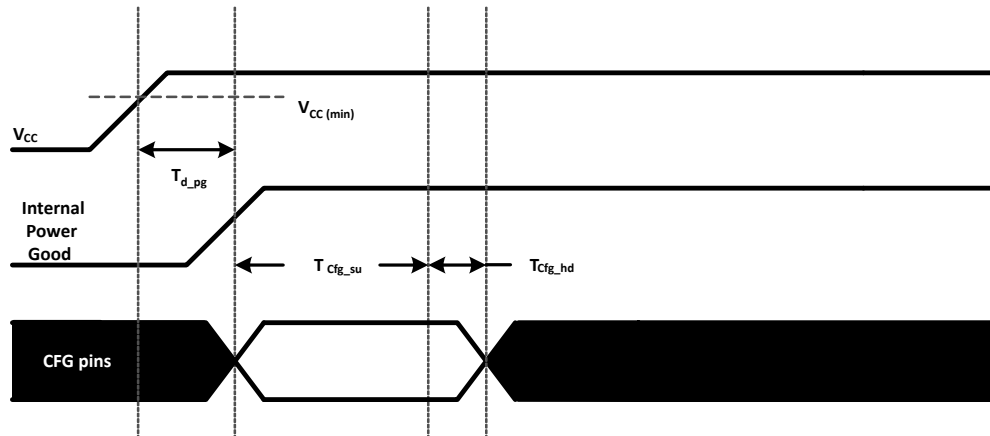 V_CC (min)
V_CC
T_d_pg
Internal
Power
Good
T_Cfg_su
T_Cfg_hd
CFG pins